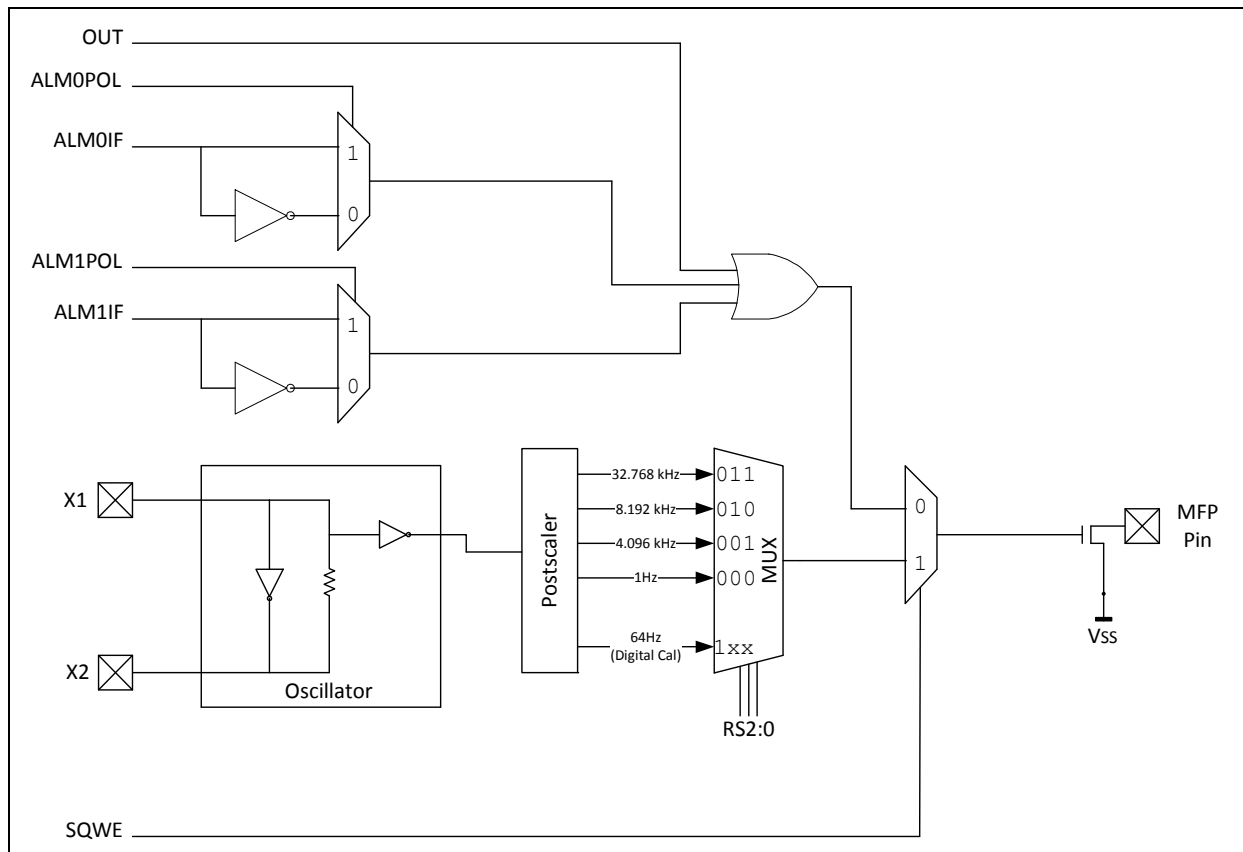 OUT
ALM0POL
ALM0IF
1
0
ALM1POL
ALM1IF
1
0
X1
X2
Oscillator
Postscaler
32.768 kHz
8.192 kHz
4.096 kHz
1Hz
64Hz
(Digital Cal)
011
010
001
000
1xx
MUX
RS2:0
0
1
MFP
Pin
Vss
SQWE